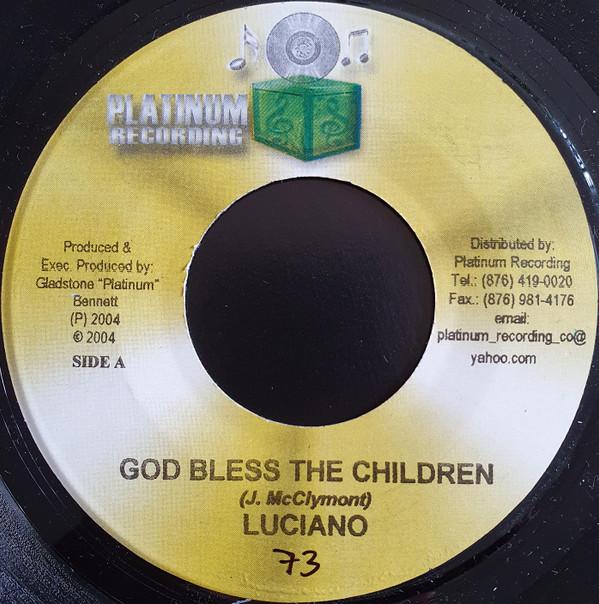 PLATINUM
RECORDING
Produced &
Exec. Produced by:
Gladstone "Platinum"
Bennett
(P) 2004
© 2004
SIDE A
Distributed by:
Platinum Recording
Tel.: (876) 419-0020
Fax.: (876) 981-4176
email:
platinum_recording_co@
yahoo.com
GOD BLESS THE CHILDREN
(J. McClymont)
LUCIANO
73